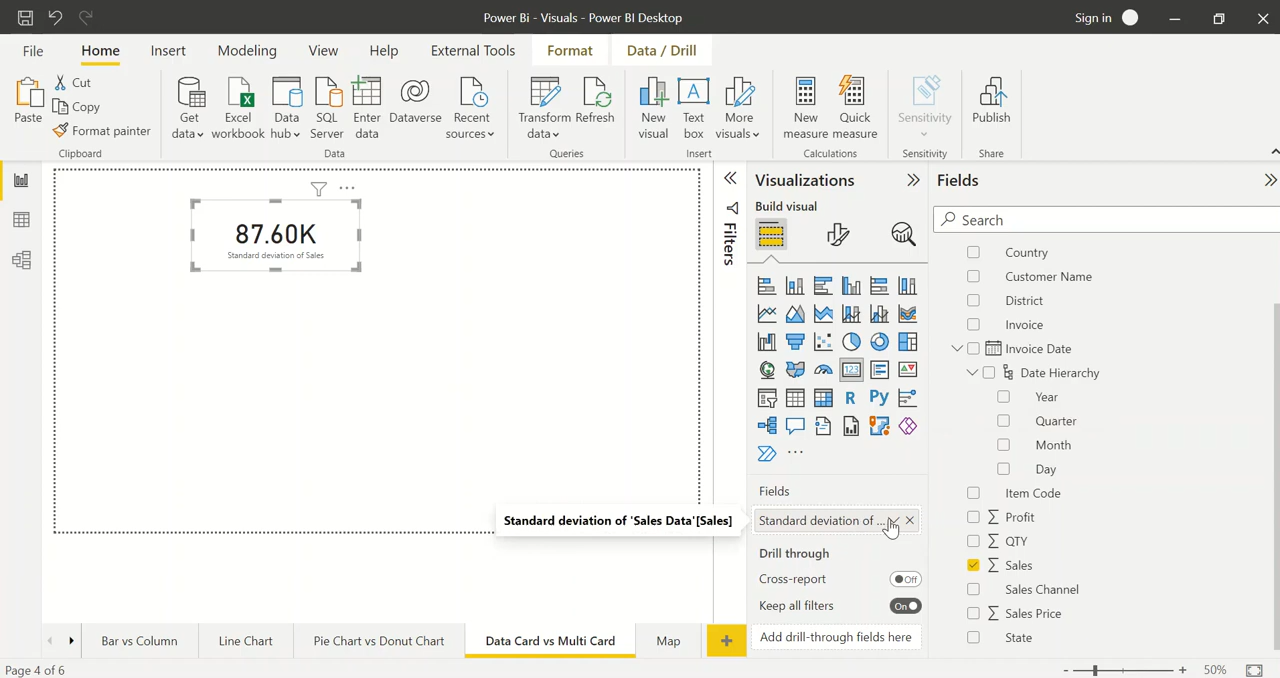 Power Bi - Visuals - Power BI Desktop
Sign in
File
Home
Insert
Modeling
View
Help
External Tools
Format
Data / Drill
Paste
Cut
Copy
Format painter
Clipboard
Get data
Excel workbook
Data hub
SQL Server
Enter data
Dataverse
Recent sources
Data
Transform data
Refresh
Queries
New visual
Text box
More visuals
Insert
New measure
Quick measure
Calculations
Sensitivity
Sensitivity
Publish
Share
87.60K
Standard deviation of Sales
Filters
Visualizations
Build visual
123
R
Py
Fields
Standard deviation of ...
Standard deviation of 'Sales Data'[Sales]
Drill through
Cross-report
Off
Keep all filters
On
Add drill-through fields here
Fields
Search
Country
Customer Name
District
Invoice
Invoice Date
Date Hierarchy
Year
Quarter
Month
Day
Item Code
Profit
QTY
Sales
Sales Channel
Sales Price
State
Bar vs Column
Line Chart
Pie Chart vs Donut Chart
Data Card vs Multi Card
Map
Page 4 of 6
50%